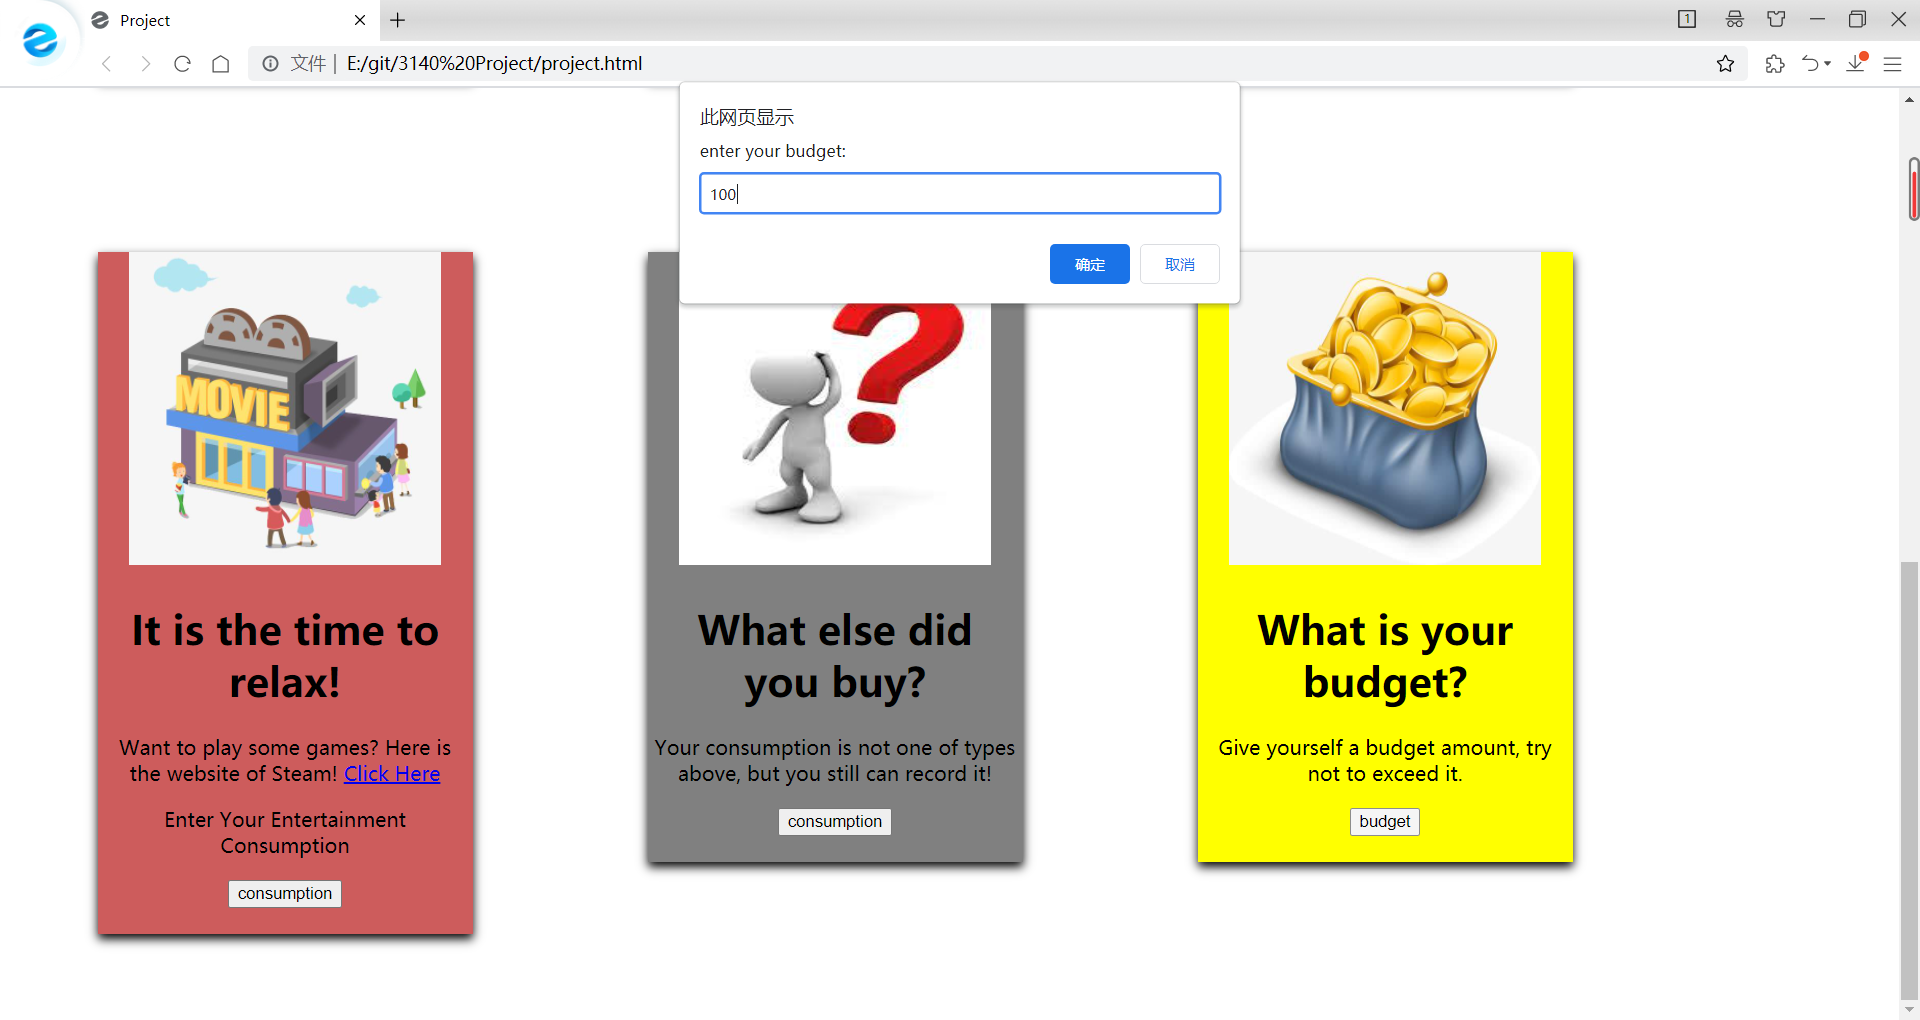 Project
1
文件 | E:/git/3140%20Project/project.html
此网页显示
enter your budget:
100
确定
取消
MOVIE
It is the time to
relax!
Want to play some games? Here is
the website of Steam! Click Here
Enter Your Entertainment
Consumption
consumption
?
What else did
you buy?
Your consumption is not one of types
above, but you still can record it!
consumption
What is your
budget?
Give yourself a budget amount, try
not to exceed it.
budget